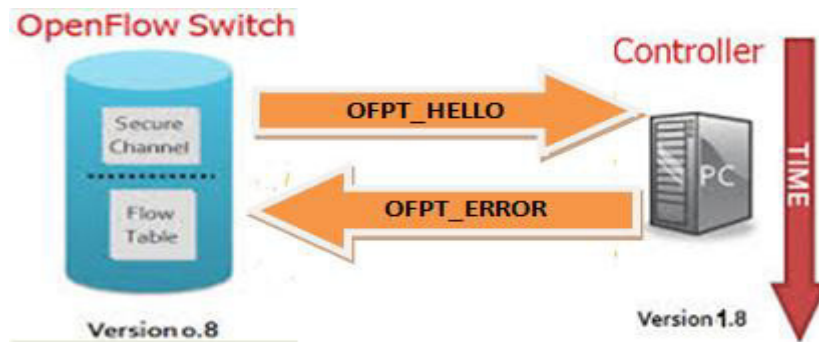 OpenFlow Switch
Controller
OFPT_HELLO
Secure
Channel
PC
TIME
OFPT_ERROR
Flow
Table
Version o.8
Version 1.8